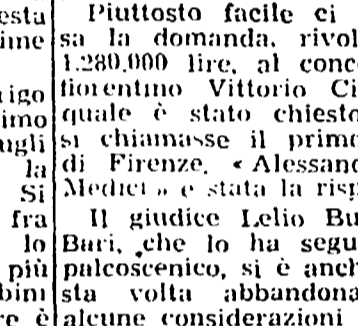 esta
ime
igo
imo
ugli
la
Si
fra
lo
più
bini
re è
Piuttosto facile ci
sa la domanda, rivol
1.280.000 lire, al conc
fiorentino Vittorio Ci
quale è stato chiesto
si chiamasse il primo
di Firenze. « Alessand
Medici » è stata la risp
Il giudice Lelio Bu
Bari, che lo ha segu
palcoscenico, si è anch
sta volta abbandona
alcune considerazioni